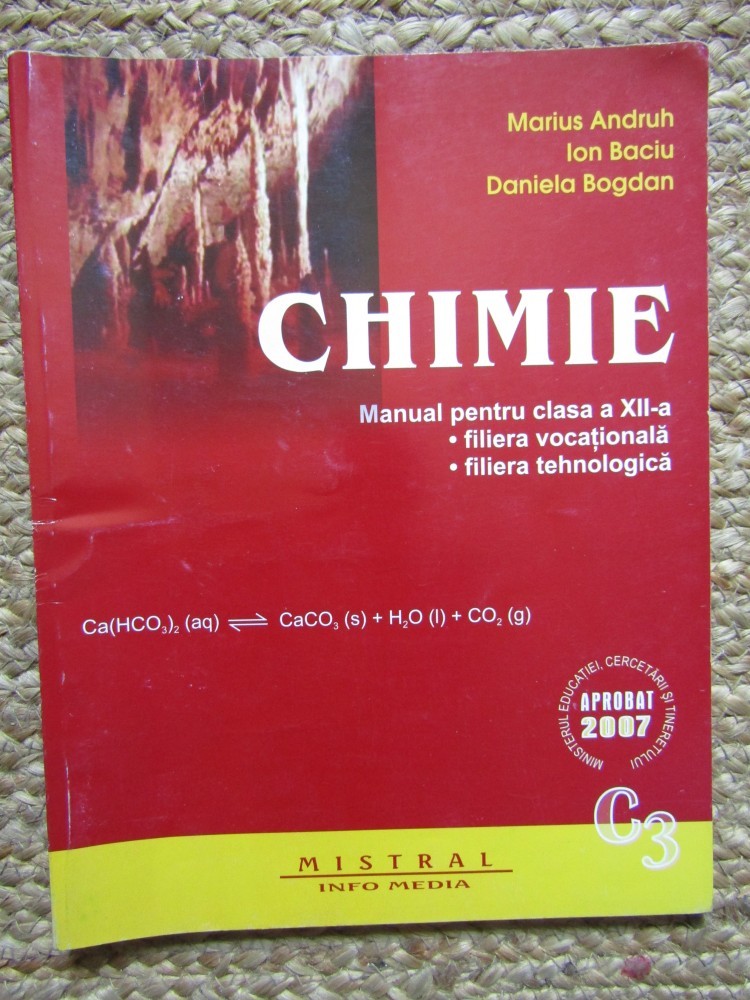 Marius Andruh
Ion Baciu
Daniela Bogdan
CHIMIE
Manual pentru clasa a XII-a
• filiera vocațională
• filiera tehnologică
Ca(HCO₃)₂ (aq) ⇌ CaCO₃ (s) + H₂O (l) + CO₂ (g)
MINISTERUL EDUCAȚIEI, CERCETĂRII ȘI TINERETULUI
APROBAT
2007
C3
MISTRAL
INFO MEDIA